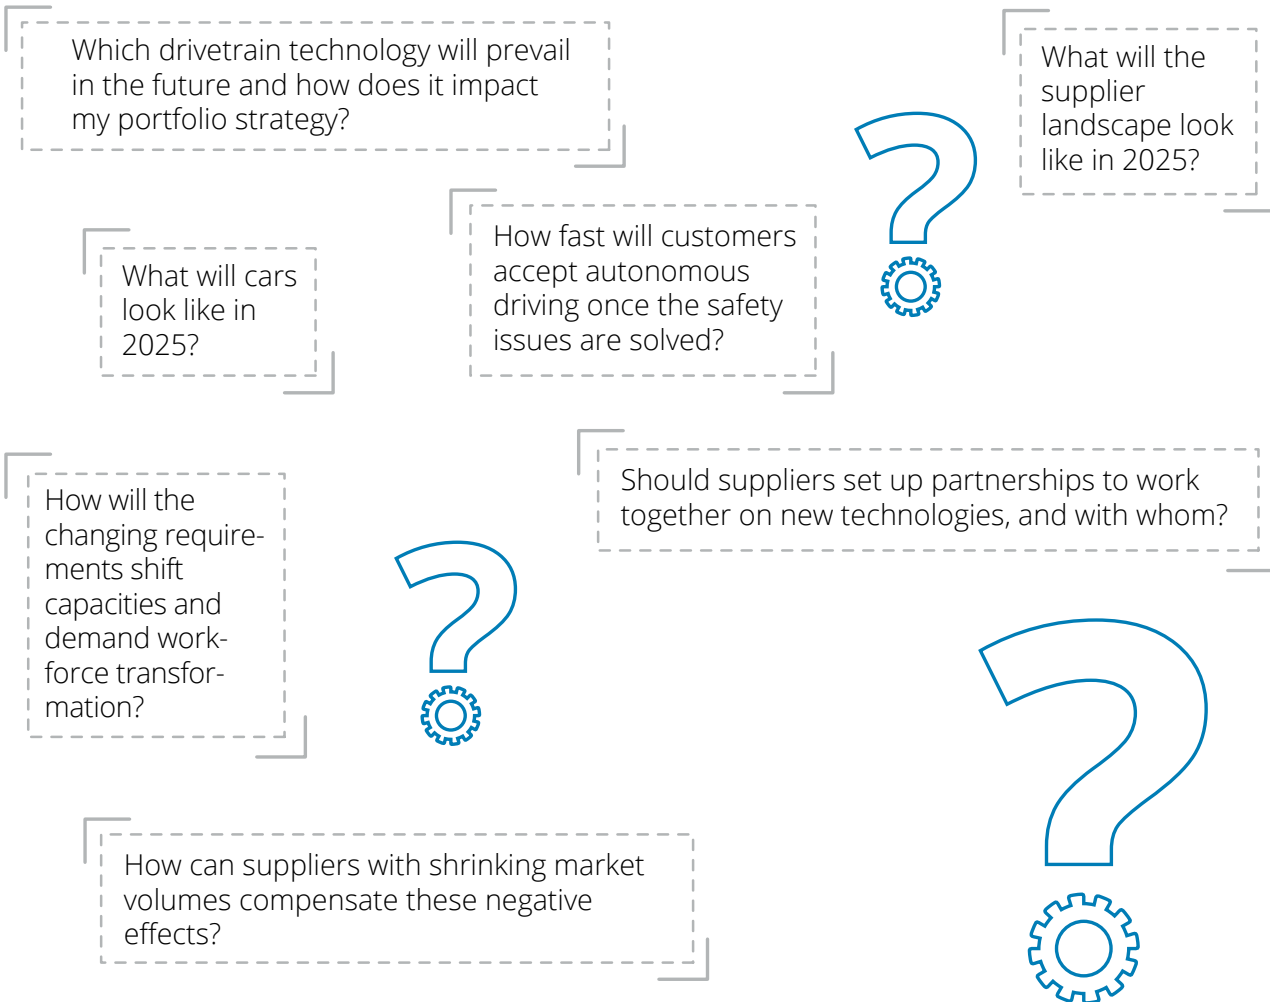 Which drivetrain technology will prevail
in the future and how does it impact
my portfolio strategy?
What will the
supplier
landscape look
like in 2025?
How fast will customers
accept autonomous
driving once the safety
issues are solved?
What will cars
look like in
2025?
Should suppliers set up partnerships to work
together on new technologies, and with whom?
How will the
changing require-
ments shift
capacities and
demand work-
force transfor-
mation?
How can suppliers with shrinking market
volumes compensate these negative
effects?